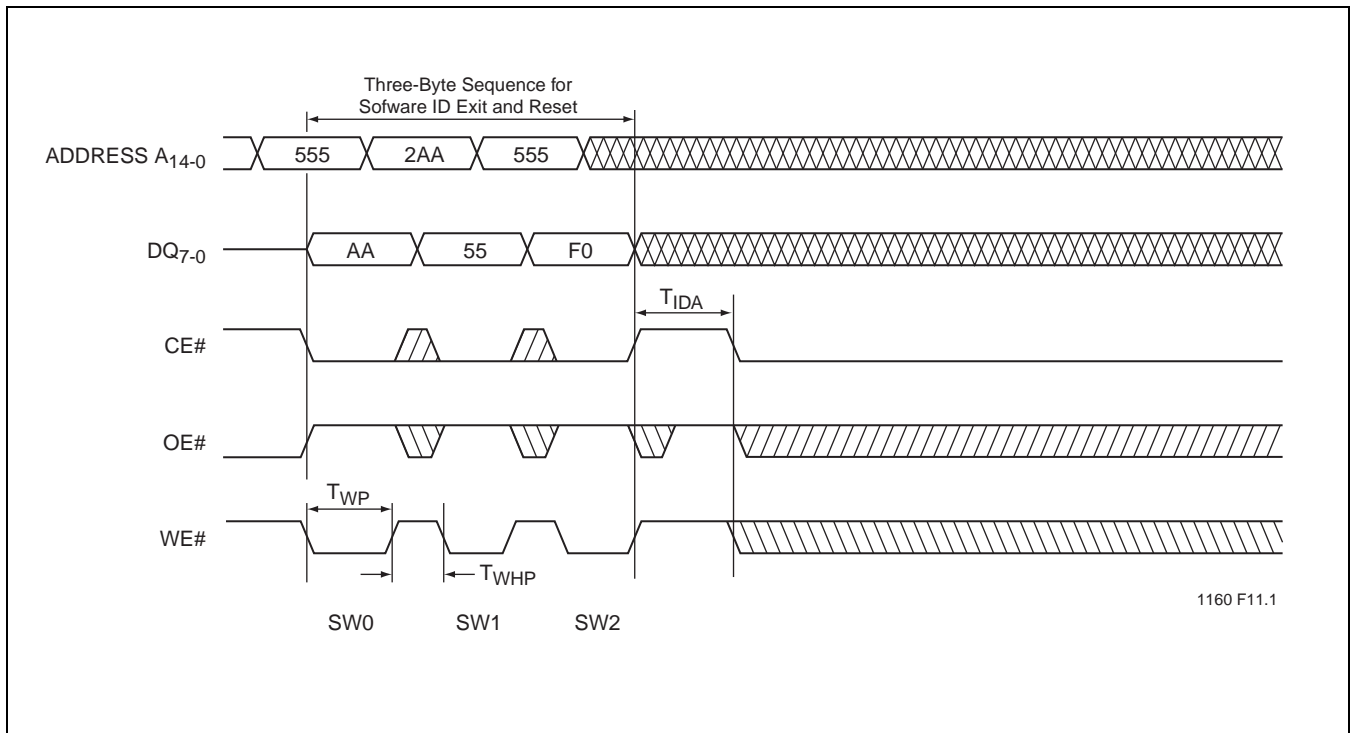 Three-Byte Sequence for
Sofware ID Exit and Reset
ADDRESS A14-0
555
2AA
555
DQ7-0
AA
55
F0
TIDA
CE#
OE#
TWP
WE#
TWHP
SW0
SW1
SW2
1160 F11.1